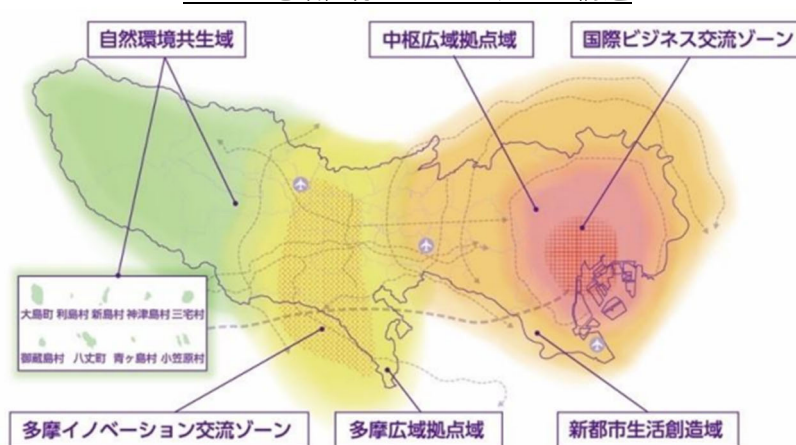 自然環境共生域
中枢広域拠点域
国際ビジネス交流ゾーン
大島町 利島村 新島村 神津島村 三宅村
御蔵島村 八丈町 青ヶ島村 小笠原村
多摩イノベーション交流ゾーン
多摩広域拠点域
新都市生活創造域